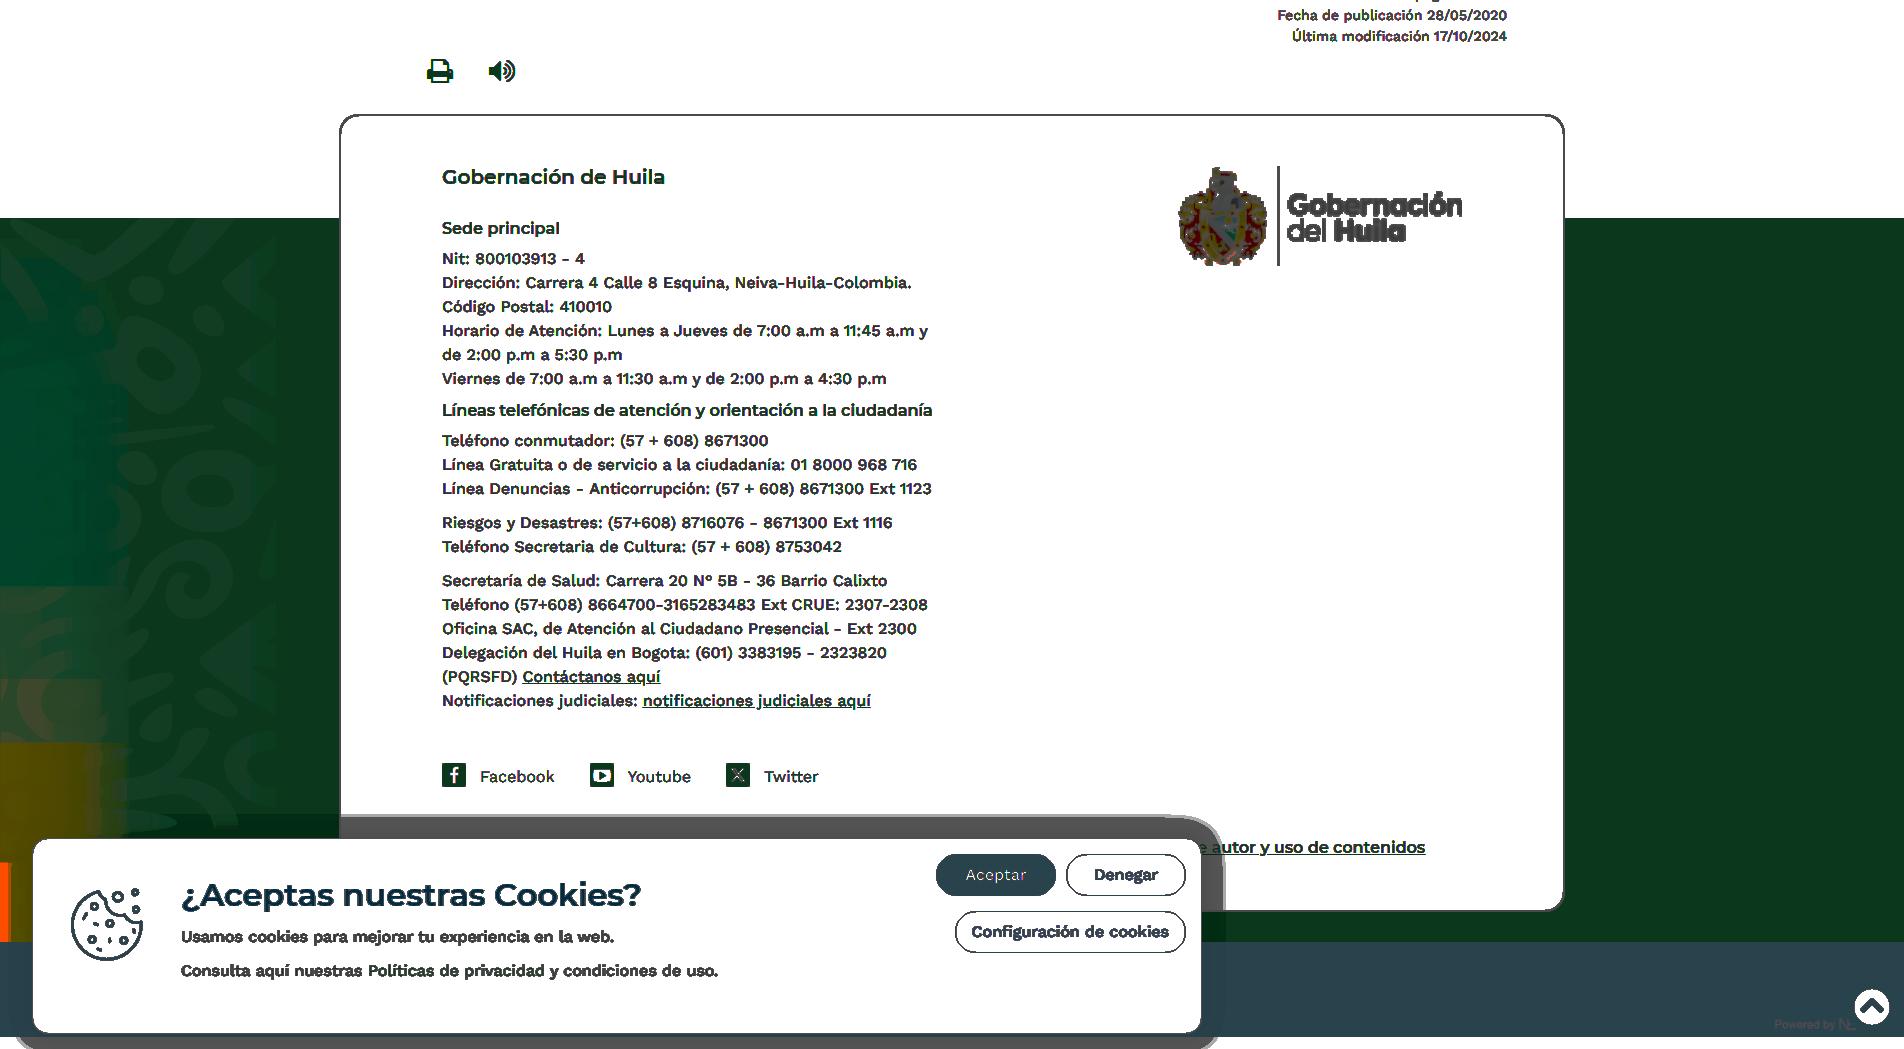 Fecha de publicación 28/05/2020
Última modificación 17/10/2024
Gobernación de Huila
Gobernación
del Huila
Sede principal
Nit: 800103913 - 4
Dirección: Carrera 4 Calle 8 Esquina, Neiva-Huila-Colombia.
Código Postal: 410010
Horario de Atención: Lunes a Jueves de 7:00 a.m a 11:45 a.m y
de 2:00 p.m a 5:30 p.m
Viernes de 7:00 a.m a 11:30 a.m y de 2:00 p.m a 4:30 p.m
Líneas telefónicas de atención y orientación a la ciudadanía
Teléfono conmutador: (57 + 608) 8671300
Línea Gratuita o de servicio a la ciudadanía: 01 8000 968 716
Línea Denuncias - Anticorrupción: (57 + 608) 8671300 Ext 1123
Riesgos y Desastres: (57+608) 8716076 - 8671300 Ext 1116
Teléfono Secretaria de Cultura: (57 + 608) 8753042
Secretaría de Salud: Carrera 20 N° 5B - 36 Barrio Calixto
Teléfono (57+608) 8664700-3165283483 Ext CRUE: 2307-2308
Oficina SAC, de Atención al Ciudadano Presencial - Ext 2300
Delegación del Huila en Bogota: (601) 3383195 - 2323820
(PQRSFD) Contáctanos aquí
Notificaciones judiciales: notificaciones judiciales aquí
Facebook Youtube Twitter
e autor y uso de contenidos
¿Aceptas nuestras Cookies?
Usamos cookies para mejorar tu experiencia en la web.
Consulta aquí nuestras Políticas de privacidad y condiciones de uso.
Aceptar Denegar
Configuración de cookies
Powered by